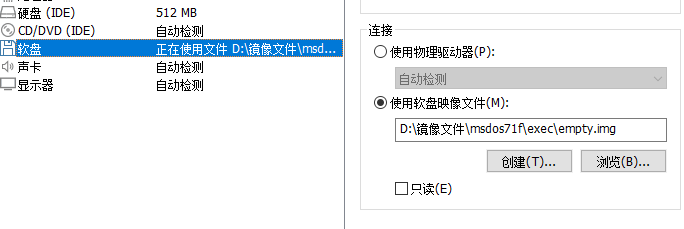 硬盘 (IDE) 512 MB
CD/DVD (IDE) 自动检测
软盘 正在使用文件 D:\镜像文件\msd...
声卡 自动检测
显示器 自动检测
连接
使用物理驱动器(P):
自动检测
使用软盘映像文件(M):
D:\镜像文件\msdos71f\exec\empty.img
创建(T)... 浏览(B)...
只读(E)